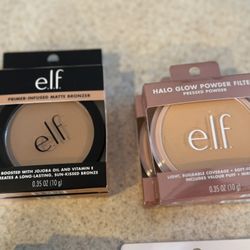 e.l.f.
PRIMER-INFUSED MATTE BRONZER
e.l.f
BOOSTED WITH JOJOBA OIL AND VITAMIN E
CREATES A LONG-LASTING, SUN-KISSED BRONZE
0.35 OZ (10 g)
e.l.f.
HALO GLOW POWDER FILTER
PRESSED POWDER
e.l.f.
LIGHT, BUILDABLE COVERAGE • SOFT-
INCLUDES VELOUR PUFF •
0.35 OZ (10 g)